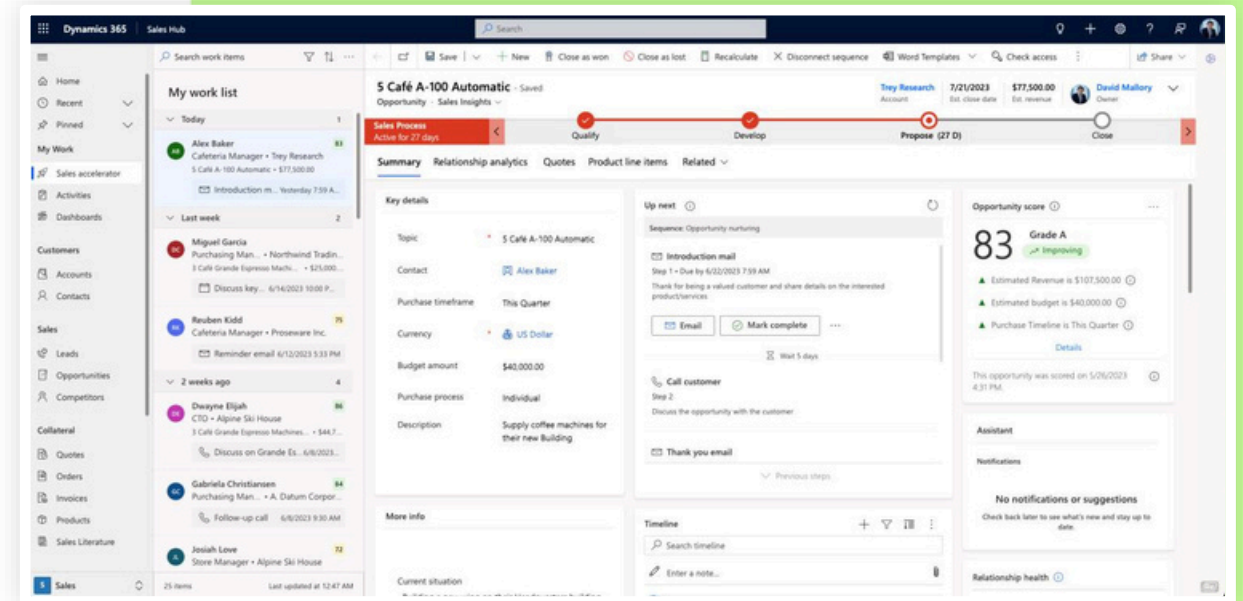 Dynamics 365
Sales Hub
Search
Search work items
Save
New
Close as won
Close as lost
Recalculate
Disconnect sequence
Word Templates
Check access
Share
Home
Recent
Pinned
My Work
Sales accelerator
Activities
Dashboards
Customers
Accounts
Contacts
Sales
Leads
Opportunities
Competitors
Collateral
Quotes
Orders
Invoices
Products
Sales Literature
S Sales
My work list
Today 1
AB Alex Baker 83
Cafeteria Manager • Trey Research
5 Café A-100 Automatic • $77,500.00
Introduction m... Yesterday 7:59 A...
Last week 2
Miguel Garcia
Purchasing Man... • Northwind Tradin...
3 Café Grande Espresso Machi... • $25,000...
Discuss key... 6/14/2023 10:00 P...
Reuben Kidd 75
Cafeteria Manager • Proseware Inc.
Reminder email 6/12/2023 5:33 PM
2 weeks ago 4
DE Dwayne Elijah 86
CTO • Alpine Ski House
3 Café Grande Espresso Machines... • $44,7...
Discuss on Grande Es... 6/8/2023...
GC Gabriela Christiansen 84
Purchasing Man... • A. Datum Corpor...
Follow-up call 6/8/2023 9:30 AM
JL Josiah Love 72
Store Manager • Alpine Ski House
25 items Last updated at 12:47 AM
5 Café A-100 Automatic - Saved
Opportunity · Sales Insights
Trey Research
Account
7/21/2023
Est. close date
$77,500.00
Est. revenue
David Mallory
Owner
Sales Process
Active for 27 days
Qualify
Develop
Propose (27 D)
Close
Summary Relationship analytics Quotes Product line items Related
Key details
Topic * 5 Café A-100 Automatic
Contact Alex Baker
Purchase timeframe This Quarter
Currency * US Dollar
Budget amount $40,000.00
Purchase process Individual
Description Supply coffee machines for
their new Building
More info
Current situation
Up next
Sequence: Opportunity nurturing
Introduction mail
Step 1 • Due by 6/22/2023 7:59 AM
Thank for being a valued customer and share details on the interested
product/services
Email
Mark complete
Wait 5 days
Call customer
Step 2
Discuss the opportunity with the customer
Thank you email
Previous steps
Timeline
Search timeline
Enter a note...
Opportunity score
83
Grade A
Improving
Estimated Revenue is $107,500.00
Estimated budget is $40,000.00
Purchase Timeline is This Quarter
Details
This opportunity was scored on 5/26/2023
4:31 PM.
Assistant
Notifications
No notifications or suggestions
Check back later to see what's new and stay up to
date.
Relationship health